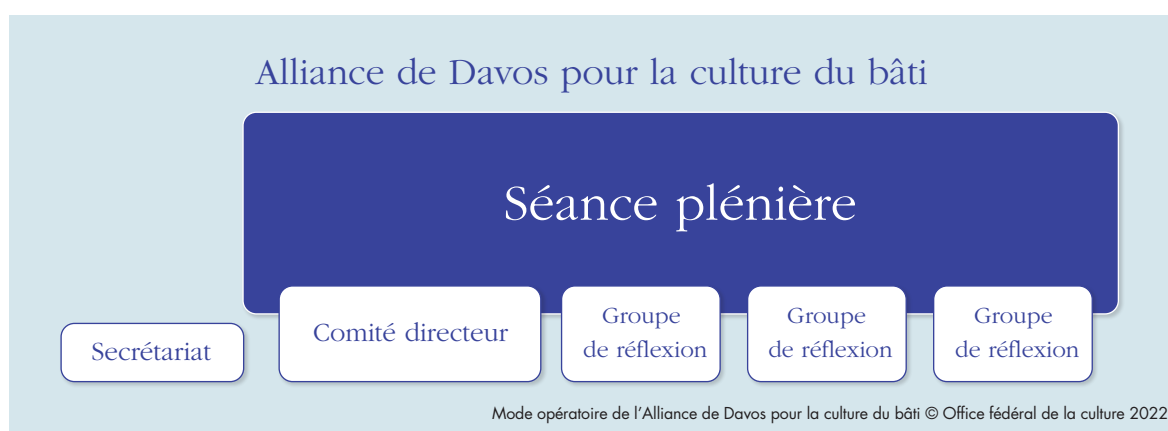 Alliance de Davos pour la culture du bâti
Séance plénière
Secrétariat
Comité directeur
Groupe
de réflexion
Groupe
de réflexion
Groupe
de réflexion
Mode opératoire de l’Alliance de Davos pour la culture du bâti © Office fédéral de la culture 2022